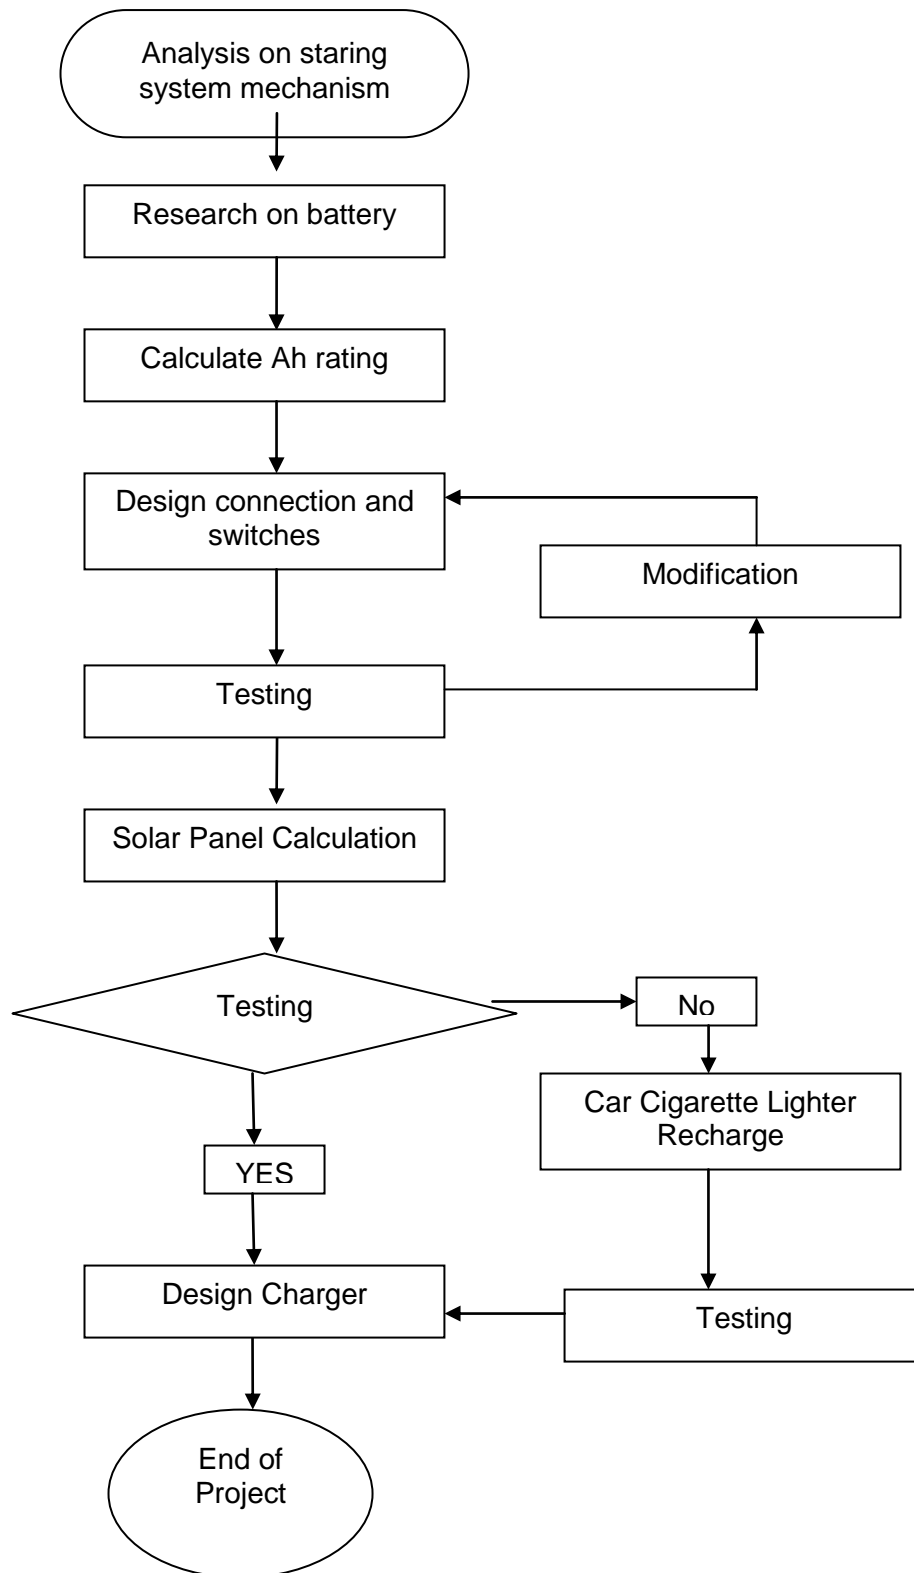 Analysis on staring
system mechanism
Research on battery
Calculate Ah rating
Design connection and
switches
Modification
Testing
Solar Panel Calculation
Testing
No
Car Cigarette Lighter
Recharge
YES
Design Charger
Testing
End of
Project